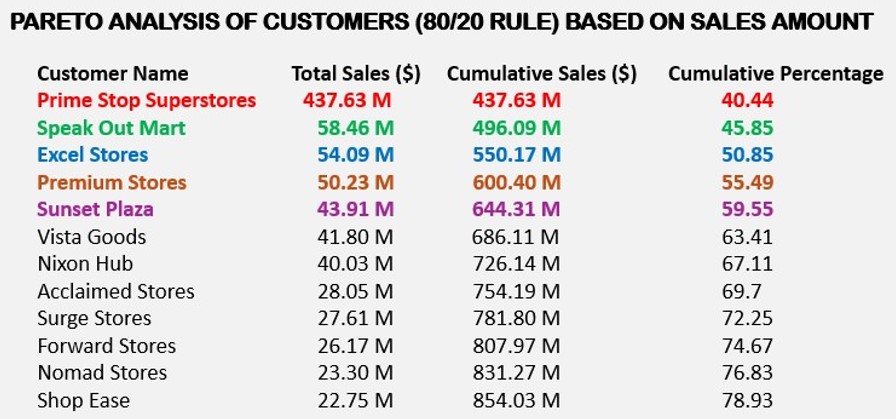 PARETO ANALYSIS OF CUSTOMERS (80/20 RULE) BASED ON SALES AMOUNT
Customer Name Total Sales ($) Cumulative Sales ($) Cumulative Percentage
Prime Stop Superstores 437.63 M 437.63 M 40.44
Speak Out Mart 58.46 M 496.09 M 45.85
Excel Stores 54.09 M 550.17 M 50.85
Premium Stores 50.23 M 600.40 M 55.49
Sunset Plaza 43.91 M 644.31 M 59.55
Vista Goods 41.80 M 686.11 M 63.41
Nixon Hub 40.03 M 726.14 M 67.11
Acclaimed Stores 28.05 M 754.19 M 69.7
Surge Stores 27.61 M 781.80 M 72.25
Forward Stores 26.17 M 807.97 M 74.67
Nomad Stores 23.30 M 831.27 M 76.83
Shop Ease 22.75 M 854.03 M 78.93